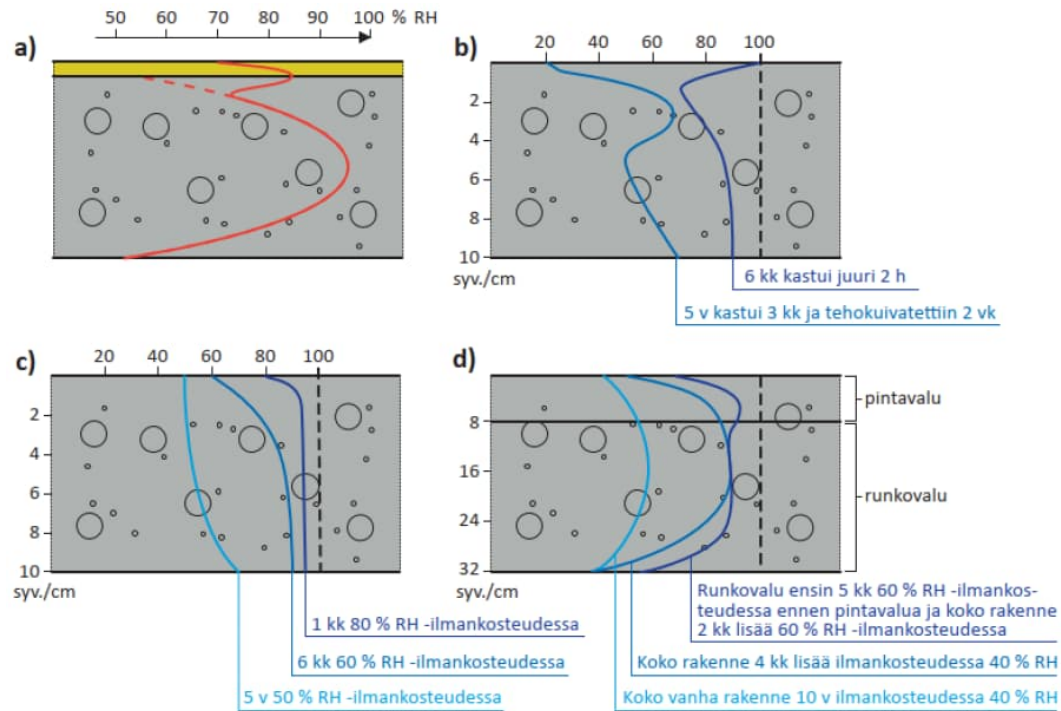 50 60 70 80 90 100 % RH
a)
b)
20 40 60 80 100
2
4
6
8
10
syv./cm
6 kk kastui juuri 2 h
5 v kastui 3 kk ja tehokuivatettiin 2 vk
c)
20 40 60 80 100
2
4
6
8
10
syv./cm
1 kk 80 % RH -ilmankosteudessa
6 kk 60 % RH -ilmankosteudessa
5 v 50 % RH -ilmankosteudessa
d)
20 40 60 80 100
8
16
24
32
syv./cm
pintavalu
runkovalu
Runkovalu ensin 5 kk 60 % RH -ilmankos-
teudessa ennen pintavalua ja koko rakenne
2 kk lisää 60 % RH -ilmankosteudessa
Koko rakenne 4 kk lisää ilmankosteudessa 40 % RH
Koko vanha rakenne 10 v ilmankosteudessa 40 % RH